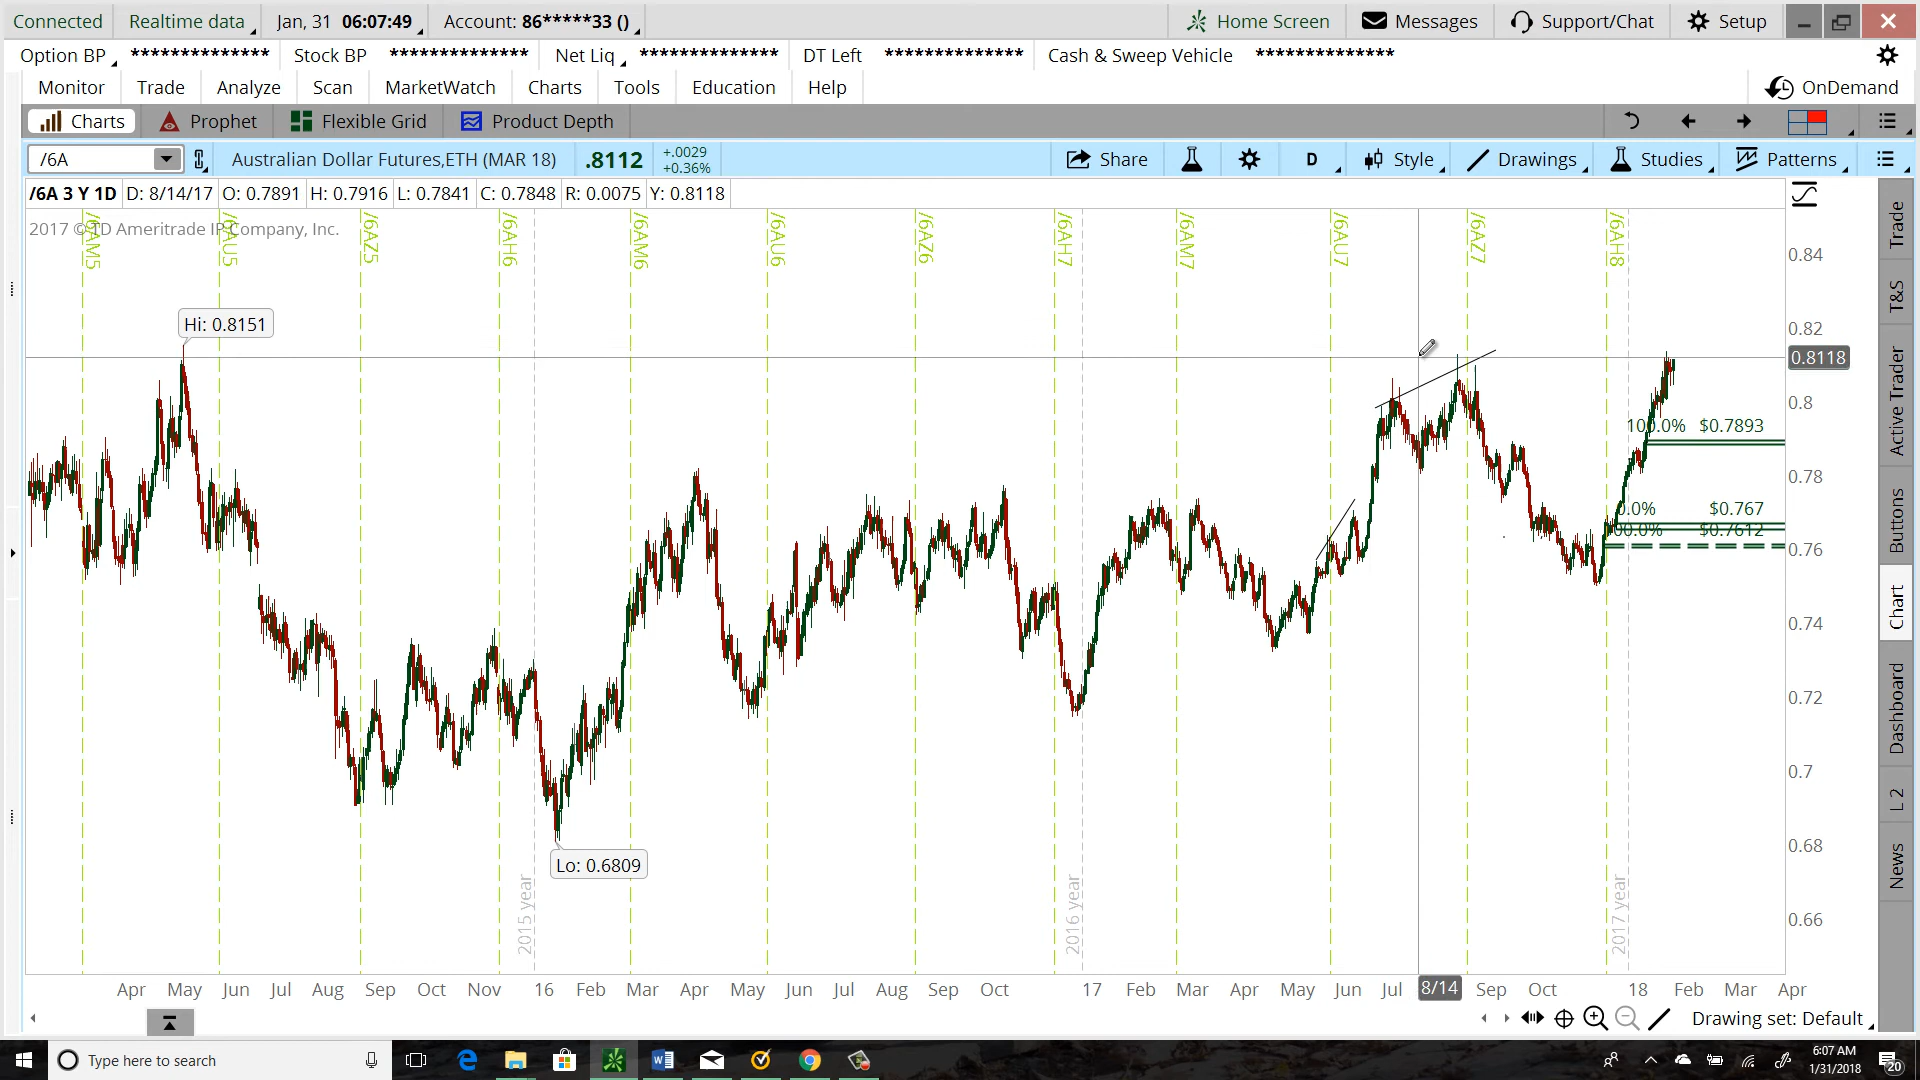 Connected Realtime data Jan, 31 06:07:49 Account: 86*****33 () Home Screen Messages Support/Chat Setup
Option BP ************** Stock BP ************** Net Liq ************** DT Left ************** Cash & Sweep Vehicle **************
Monitor Trade Analyze Scan MarketWatch Charts Tools Education Help OnDemand
Charts Prophet Flexible Grid Product Depth
/6A Australian Dollar Futures,ETH (MAR 18) .8112 +.0029 +0.36% Share D Style Drawings Studies Patterns
/6A 3 Y 1D D: 8/14/17 O: 0.7891 H: 0.7916 L: 0.7841 C: 0.7848 R: 0.0075 Y: 0.8118
2017 © TD Ameritrade IP Company, Inc.
/6AM5 /6AU5 /6AZ5 /6AH6 /6AM6 /6AU6 /6AZ6 /6AH7 /6AM7 /6AU7 /6AZ7 /6AH8
0.84
Hi: 0.8151
0.82
0.8118
0.8
100.0% $0.7893
0.78
0.0% $0.767
$0.7612
0.76
0.74
0.72
0.7
0.68
Lo: 0.6809
0.66
2015 year 2016 year 2017 year
Apr May Jun Jul Aug Sep Oct Nov 16 Feb Mar Apr May Jun Jul Aug Sep Oct 17 Feb Mar Apr May Jun Jul 8/14 Sep Oct 18 Feb Mar Apr
Drawing set: Default
Trade
T&S
Active Trader
Buttons
Chart
Dashboard
L 2
News
Type here to search
6:07 AM
1/31/2018
20